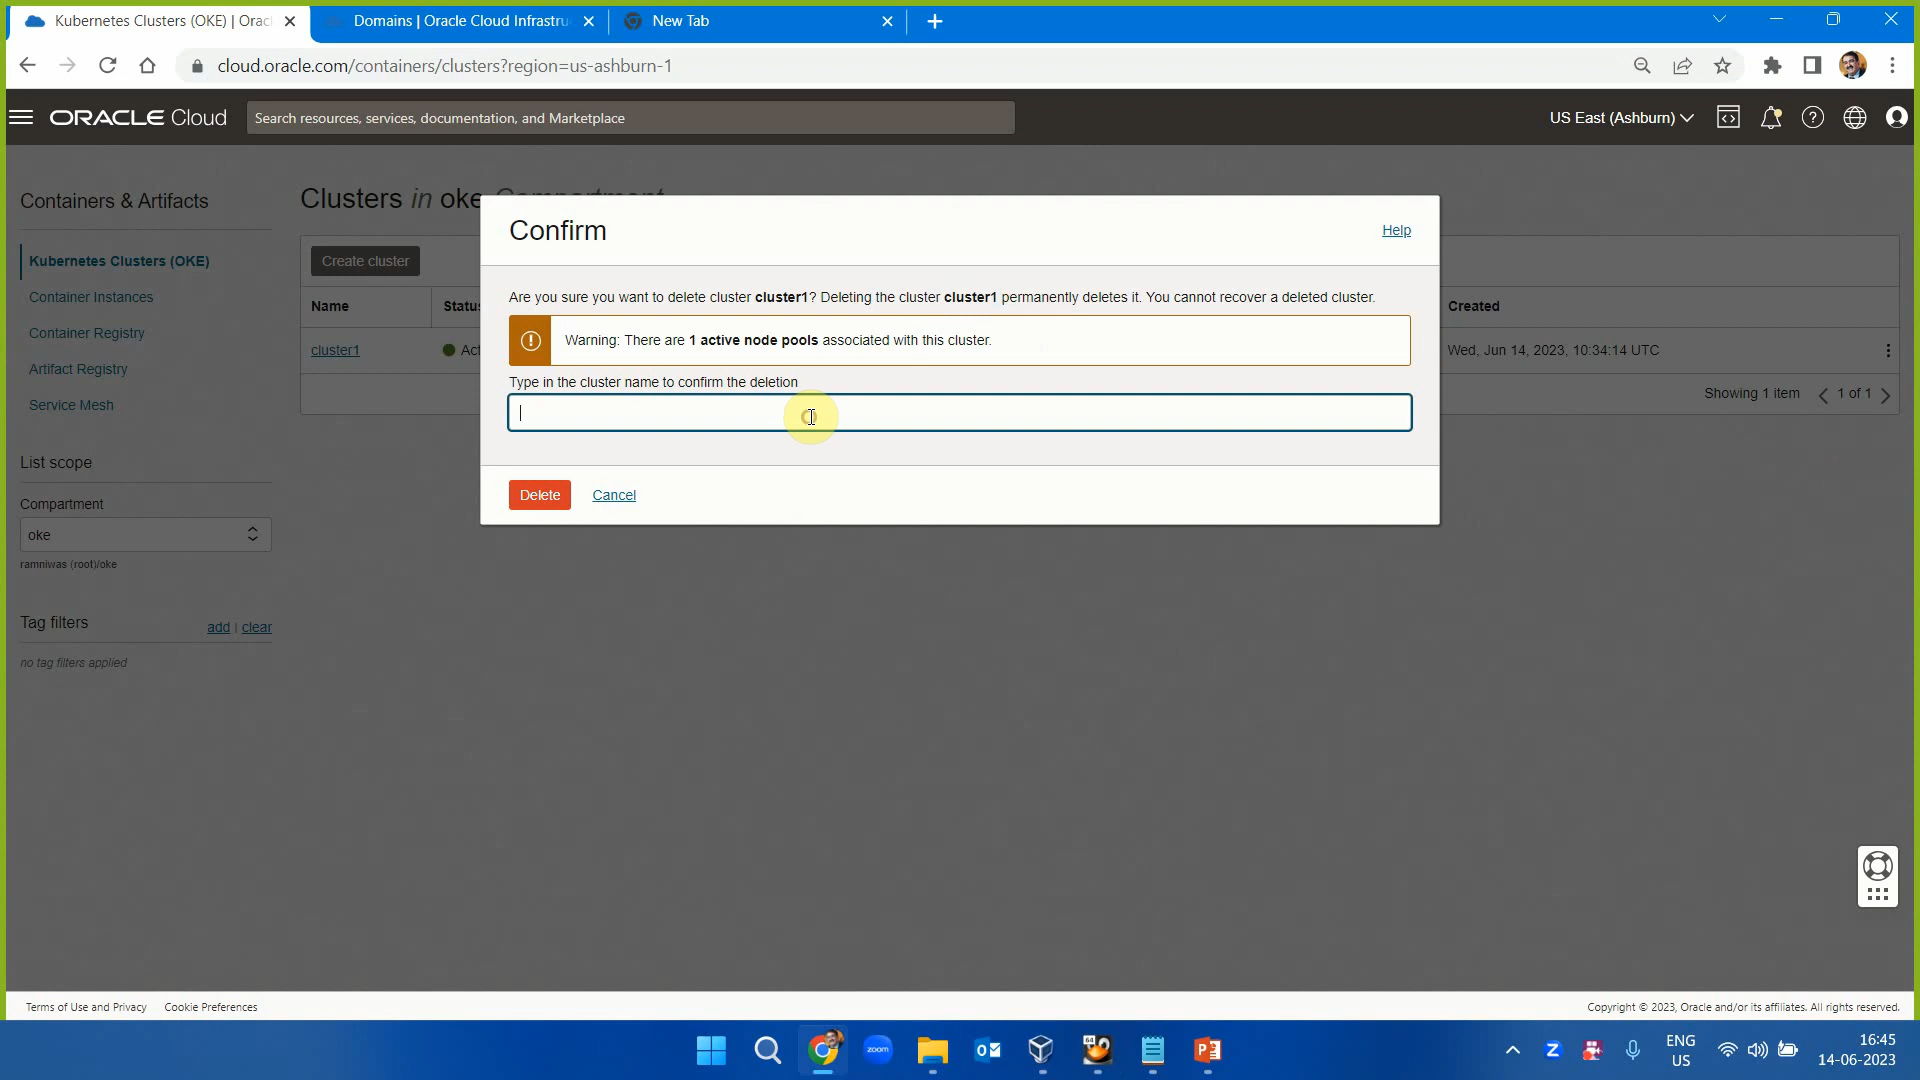 Kubernetes Clusters (OKE) | Orac
Domains | Oracle Cloud Infrastru
New Tab
cloud.oracle.com/containers/clusters?region=us-ashburn-1
ORACLE Cloud
Search resources, services, documentation, and Marketplace
US East (Ashburn)
Containers & Artifacts
Kubernetes Clusters (OKE)
Container Instances
Container Registry
Artifact Registry
Service Mesh
List scope
Compartment
oke
ramniwas (root)/oke
Tag filters
add | clear
no tag filters applied
Clusters in oke Compartment
Create cluster
Name
Status
Created
cluster1
Act
Wed, Jun 14, 2023, 10:34:14 UTC
Showing 1 item
1 of 1
Confirm
Help
Are you sure you want to delete cluster cluster1? Deleting the cluster cluster1 permanently deletes it. You cannot recover a deleted cluster.
Warning: There are 1 active node pools associated with this cluster.
Type in the cluster name to confirm the deletion
Delete
Cancel
Terms of Use and Privacy
Cookie Preferences
Copyright © 2023, Oracle and/or its affiliates. All rights reserved.
zoom
64
Z
ENG
US
16:45
14-06-2023